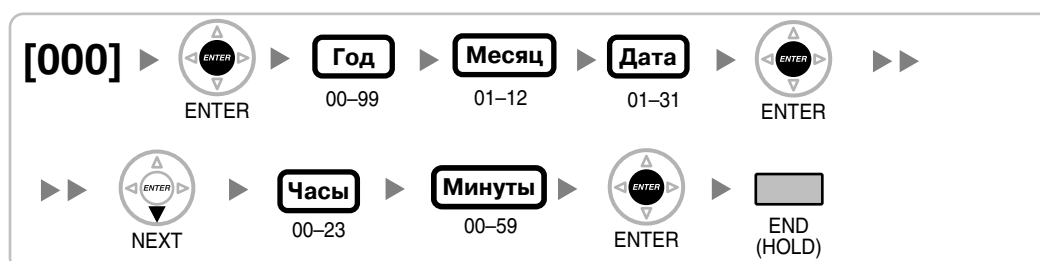 [000] ENTER Год Месяц Дата ENTER
ENTER 00–99 01–12 01–31 ENTER
ENTER Часы Минуты ENTER
NEXT 00–23 00–59 ENTER END
(HOLD)